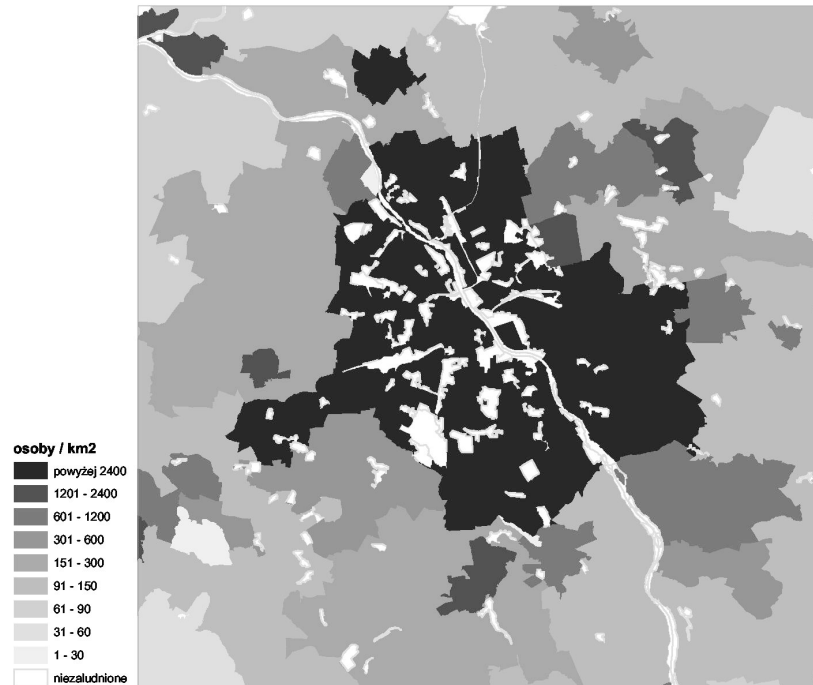 osoby / km2
powyżej 2400
1201 - 2400
601 - 1200
301 - 600
151 - 300
91 - 150
61 - 90
31 - 60
1 - 30
niezaludnione